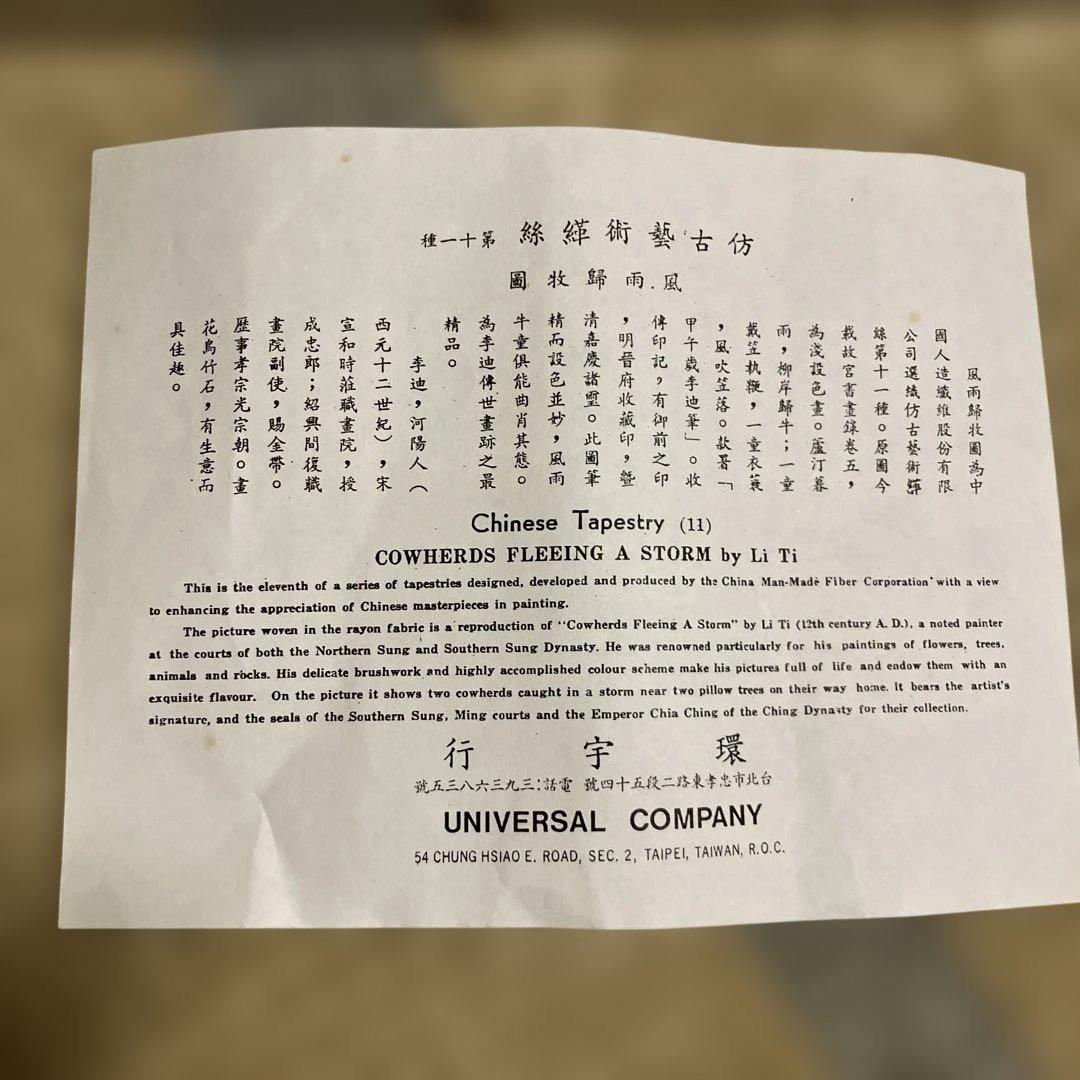 仿古藝術緙絲 第十一種
風雨歸牧圖
風雨歸牧圖為中
國人造纖維股份有限
公司選織仿古藝術緙
絲第十一種。原圖今
載故宮書畫錄卷五，
為淺設色畫。蘆汀暮
雨，柳岸歸牛；一童
戴笠執鞭，一童衣蓑
，風吹笠落。款署「
甲午歲李迪筆」。收
傳印記，有御前之印
，明晉府收藏印，暨
清嘉慶諸璽。此圖筆
精而設色並妙，風雨
牛童俱能曲肖其態。
為李迪傳世畫跡之最
精品。
李迪，河陽人（
西元十二世紀），宋
宣和時蒞職畫院，授
成忠郎；紹興間復職
畫院副使，賜金帶。
歷事孝宗光宗朝。畫
花鳥竹石，有生意而
具佳趣。
Chinese Tapestry (11)
COWHERDS FLEEING A STORM by Li Ti
This is the eleventh of a series of tapestries designed, developed and produced by the China Man-Made Fiber Corporation with a view
to enhancing the appreciation of Chinese masterpieces in painting.
The picture woven in the rayon fabric is a reproduction of "Cowherds Fleeing A Storm" by Li Ti (12th century A. D.), a noted painter
at the courts of both the Northern Sung and Southern Sung Dynasty. He was renowned particularly for his paintings of flowers, trees,
animals and rocks. His delicate brushwork and highly accomplished colour scheme make his pictures full of life and endow them with an
exquisite flavour. On the picture it shows two cowherds caught in a storm near two pillow trees on their way home. It bears the artist's
signature, and the seals of the Southern Sung, Ming courts and the Emperor Chia Ching of the Ching Dynasty for their collection.
環宇行
台北市忠孝東路二段五十四號 電話：三九三六八三五號
UNIVERSAL COMPANY
54 CHUNG HSIAO E. ROAD, SEC. 2, TAIPEI, TAIWAN, R.O.C.